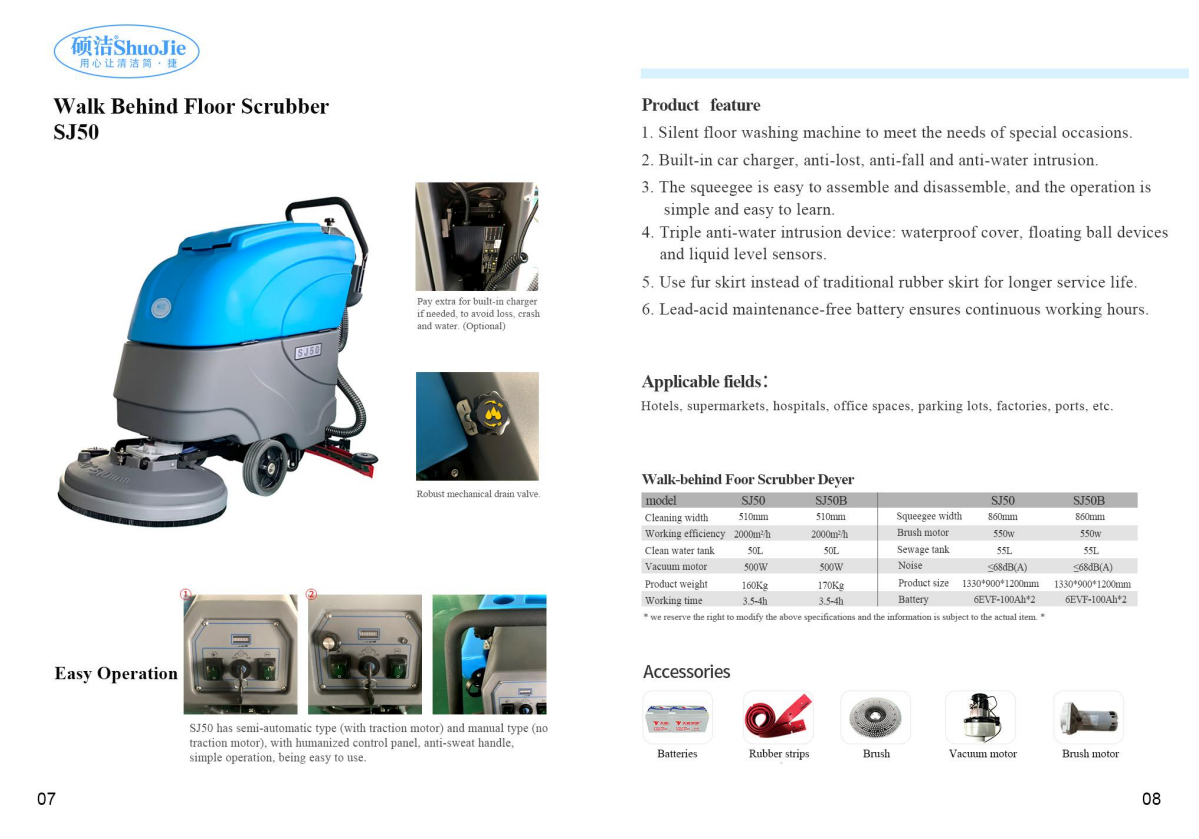 硕洁®ShuoJie
用心让清洁简·捷
Walk Behind Floor Scrubber
SJ50
SJ50
Pay extra for built-in charger
if needed, to avoid loss, crash
and water. (Optional)
Robust mechanical drain valve.
Easy Operation
①
②
SJ50 has semi-automatic type (with traction motor) and manual type (no
traction motor), with humanized control panel, anti-sweat handle,
simple operation, being easy to use.
07
Product feature
1. Silent floor washing machine to meet the needs of special occasions.
2. Built-in car charger, anti-lost, anti-fall and anti-water intrusion.
3. The squeegee is easy to assemble and disassemble, and the operation is
simple and easy to learn.
4. Triple anti-water intrusion device: waterproof cover, floating ball devices
and liquid level sensors.
5. Use fur skirt instead of traditional rubber skirt for longer service life.
6. Lead-acid maintenance-free battery ensures continuous working hours.
Applicable fields：
Hotels, supermarkets, hospitals, office spaces, parking lots, factories, ports, etc.
Walk-behind Foor Scrubber Deyer
model SJ50 SJ50B SJ50 SJ50B
Cleaning width 510mm 510mm Squeegee width 860mm 860mm
Working efficiency 2000m²/h 2000m²/h Brush motor 550w 550w
Clean water tank 50L 50L Sewage tank 55L 55L
Vacuum motor 500W 500W Noise ≤68dB(A) ≤68dB(A)
Product weight 160Kg 170Kg Product size 1330*900*1200mm 1330*900*1200mm
Working time 3.5-4h 3.5-4h Battery 6EVF-100Ah*2 6EVF-100Ah*2
* we reserve the right to modify the above specifications and the information is subject to the actual item. *
Accessories
Batteries Rubber strips Brush Vacuum motor Brush motor
08